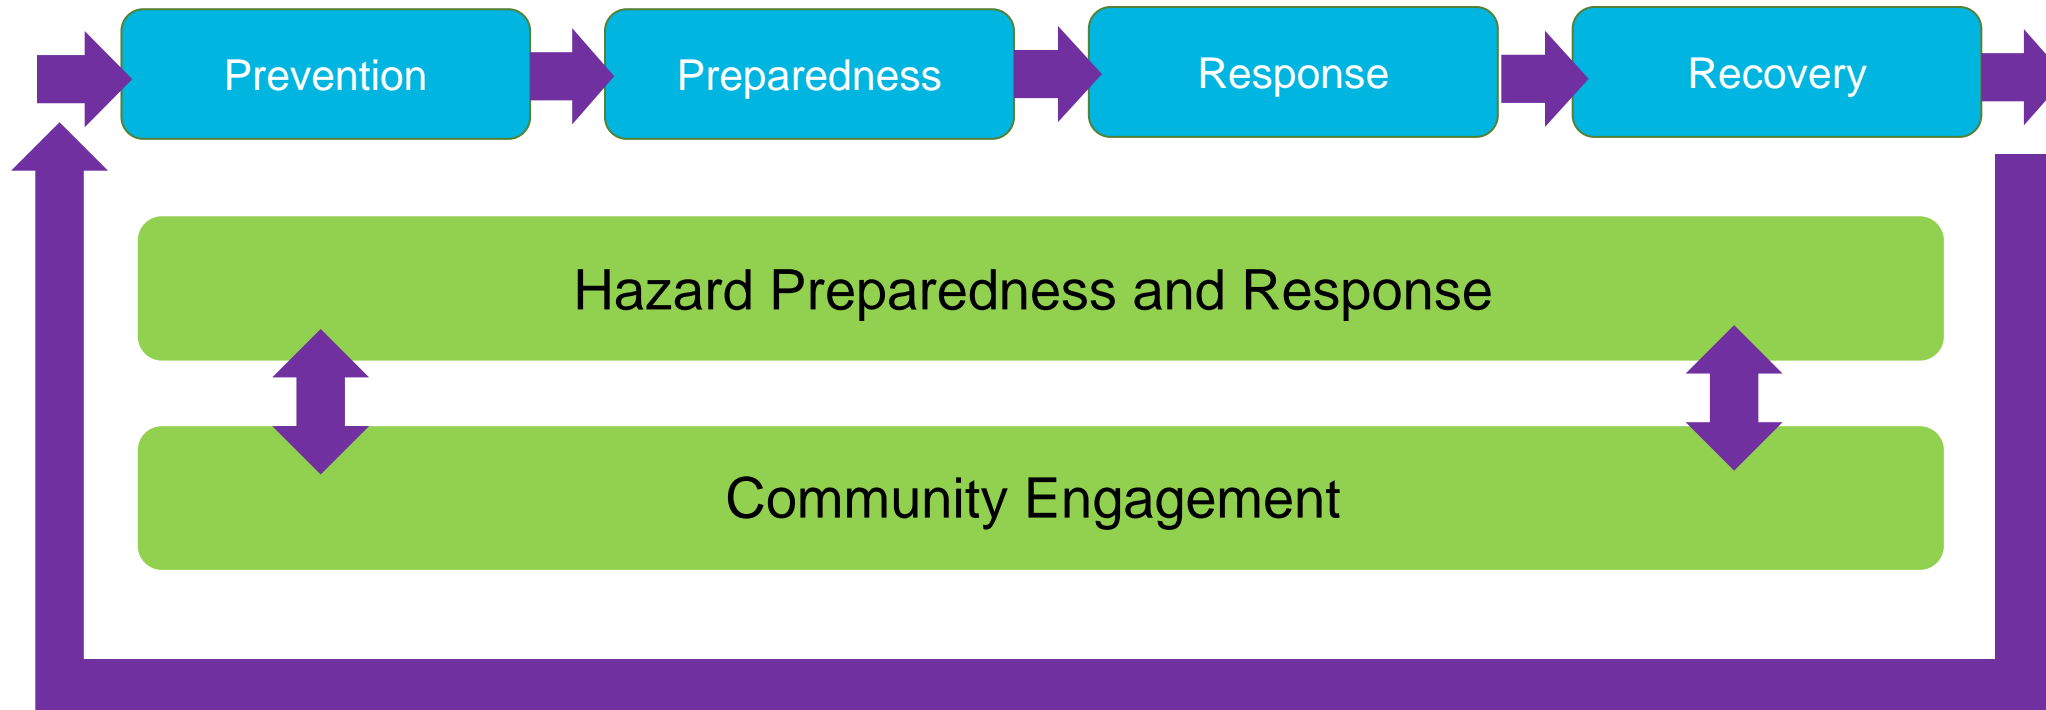 Prevention
Preparedness
Response
Recovery
Hazard Preparedness and Response
Community Engagement